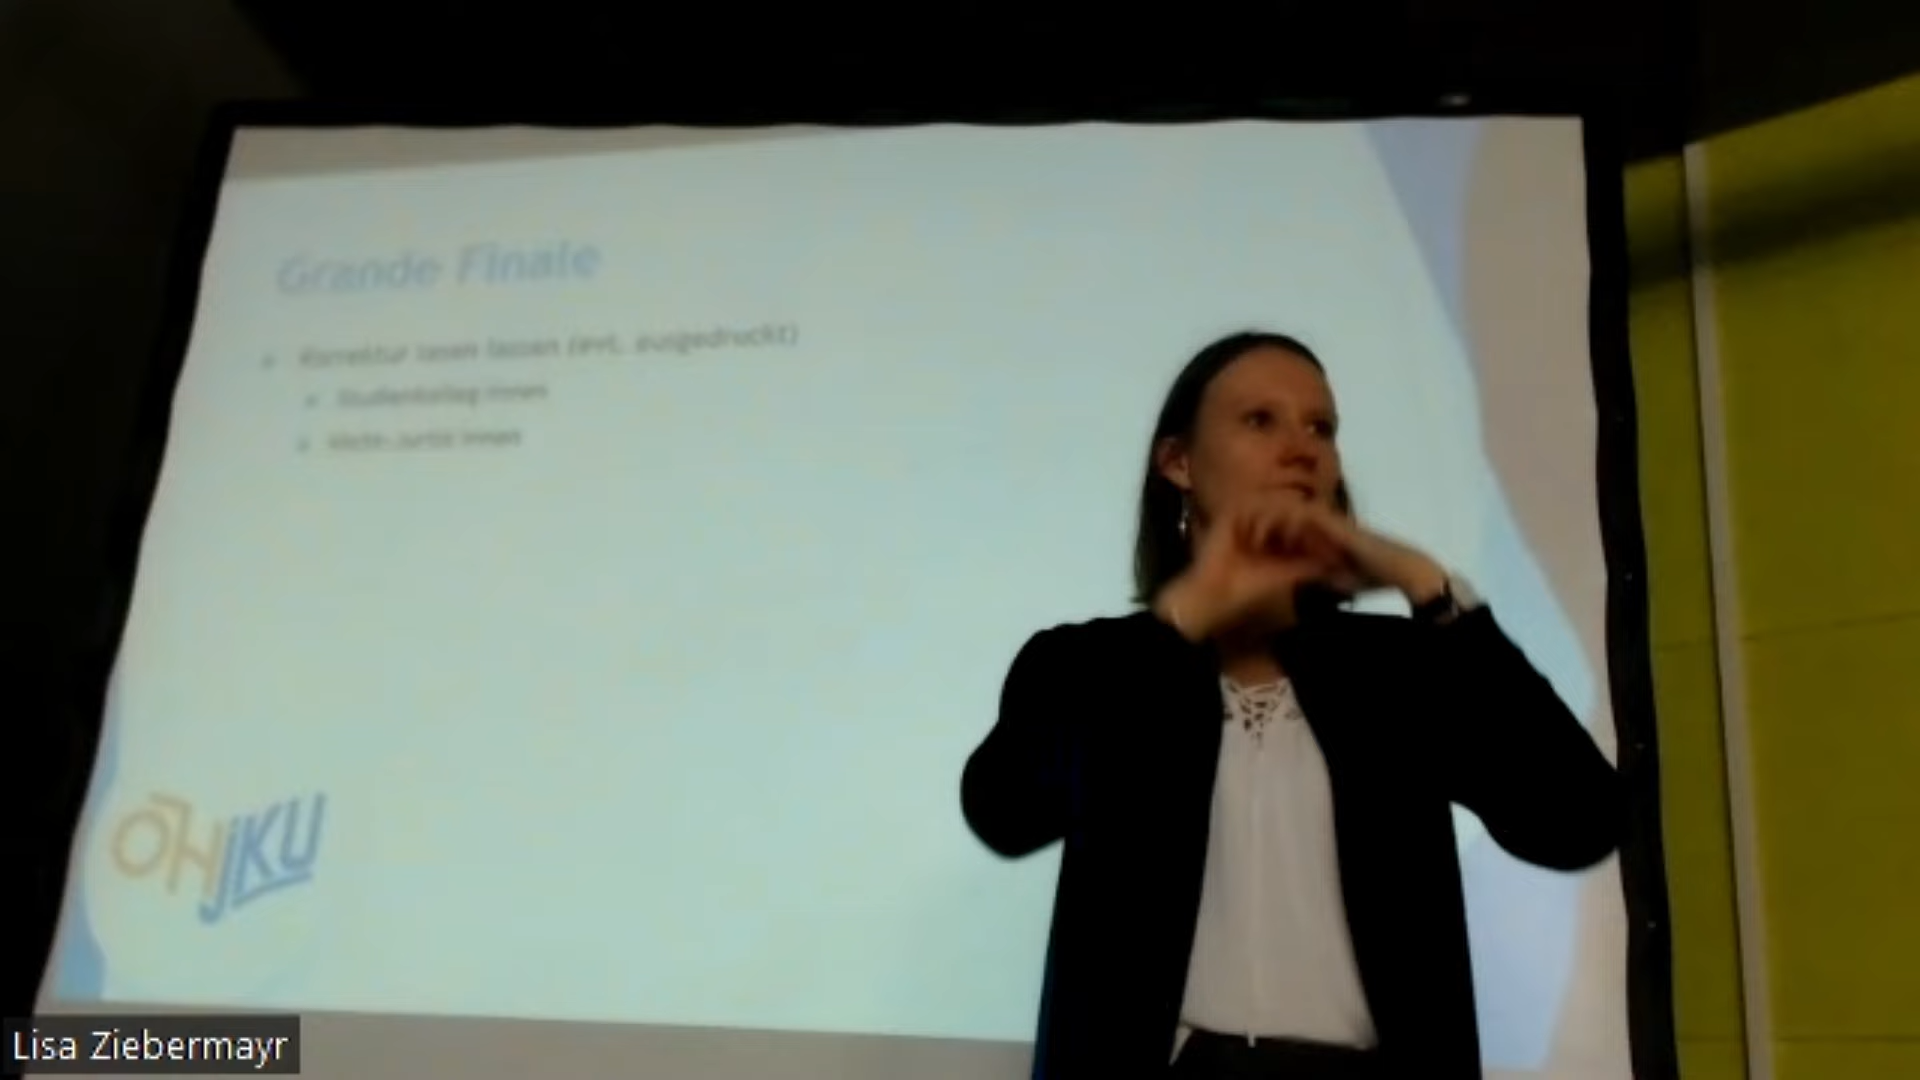 Grande Finale
Korrektur lesen lassen (evt. ausgedruckt)
Studienkolleg:innen
Nicht-Jurist:innen
ÖH JKU
Lisa Ziebermayr